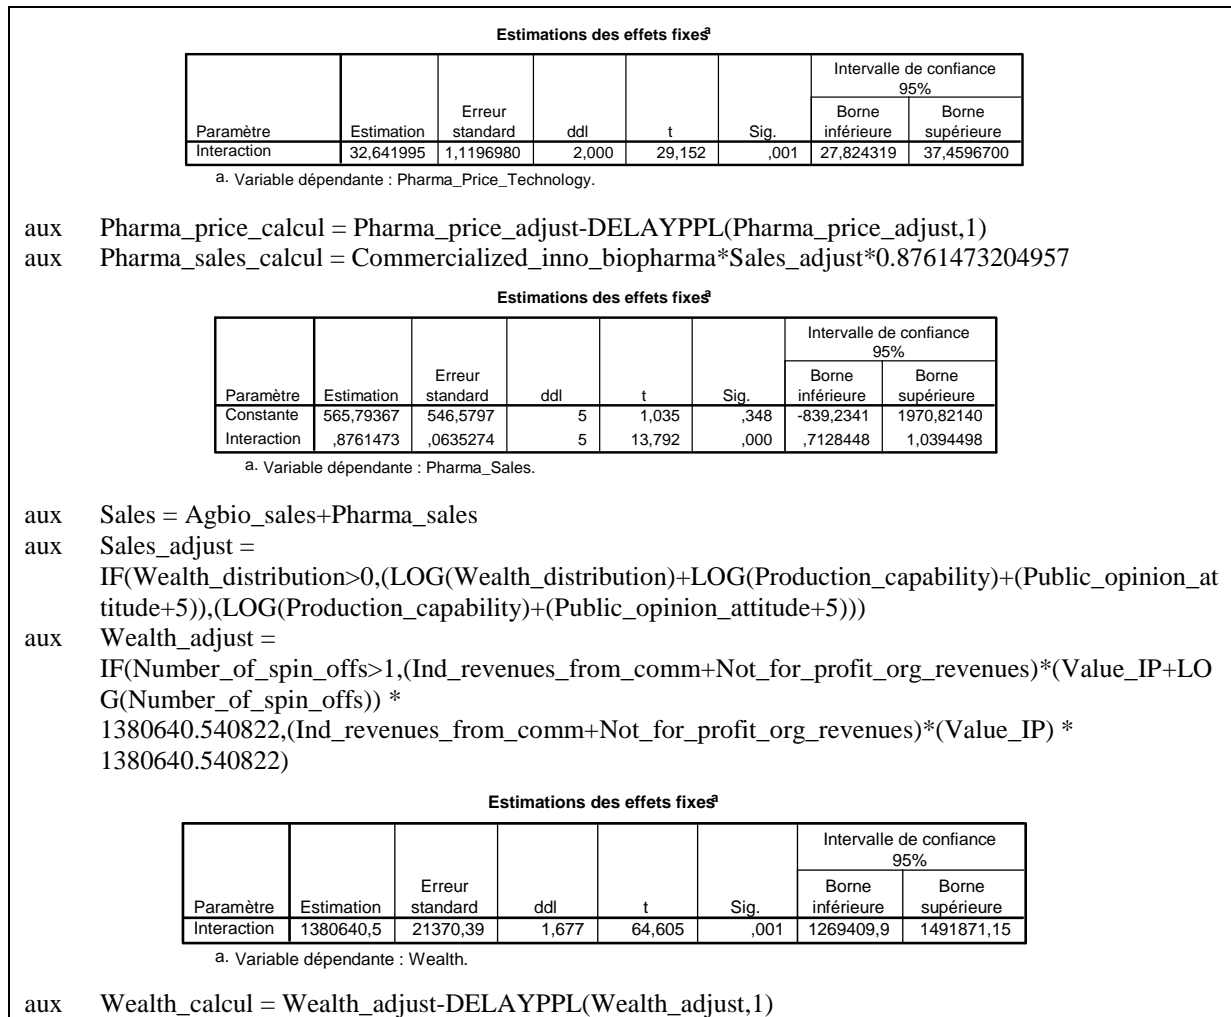 Estimations des effets fixes a
Intervalle de confiance
95%
Paramètre Estimation Erreur standard ddl t Sig. Borne inférieure Borne supérieure
Interaction 32,641995 1,1196980 2,000 29,152 ,001 27,824319 37,4596700
a. Variable dépendante : Pharma_Price_Technology.
aux Pharma_price_calcul = Pharma_price_adjust-DELAYPPL(Pharma_price_adjust,1)
aux Pharma_sales_calcul = Commercialized_inno_biopharma*Sales_adjust*0.8761473204957
Estimations des effets fixes a
Intervalle de confiance
95%
Paramètre Estimation Erreur standard ddl t Sig. Borne inférieure Borne supérieure
Constante 565,79367 546,5797 5 1,035 ,348 -839,2341 1970,82140
Interaction ,8761473 ,0635274 5 13,792 ,000 ,7128448 1,0394498
a. Variable dépendante : Pharma_Sales.
aux Sales = Agbio_sales+Pharma_sales
aux Sales_adjust =
IF(Wealth_distribution>0,(LOG(Wealth_distribution)+LOG(Production_capability)+(Public_opinion_at
titude+5)),(LOG(Production_capability)+(Public_opinion_attitude+5)))
aux Wealth_adjust =
IF(Number_of_spin_offs>1,(Ind_revenues_from_comm+Not_for_profit_org_revenues)*(Value_IP+LO
G(Number_of_spin_offs)) *
1380640.540822,(Ind_revenues_from_comm+Not_for_profit_org_revenues)*(Value_IP) *
1380640.540822)
Estimations des effets fixes a
Intervalle de confiance
95%
Paramètre Estimation Erreur standard ddl t Sig. Borne inférieure Borne supérieure
Interaction 1380640,5 21370,39 1,677 64,605 ,001 1269409,9 1491871,15
a. Variable dépendante : Wealth.
aux Wealth_calcul = Wealth_adjust-DELAYPPL(Wealth_adjust,1)